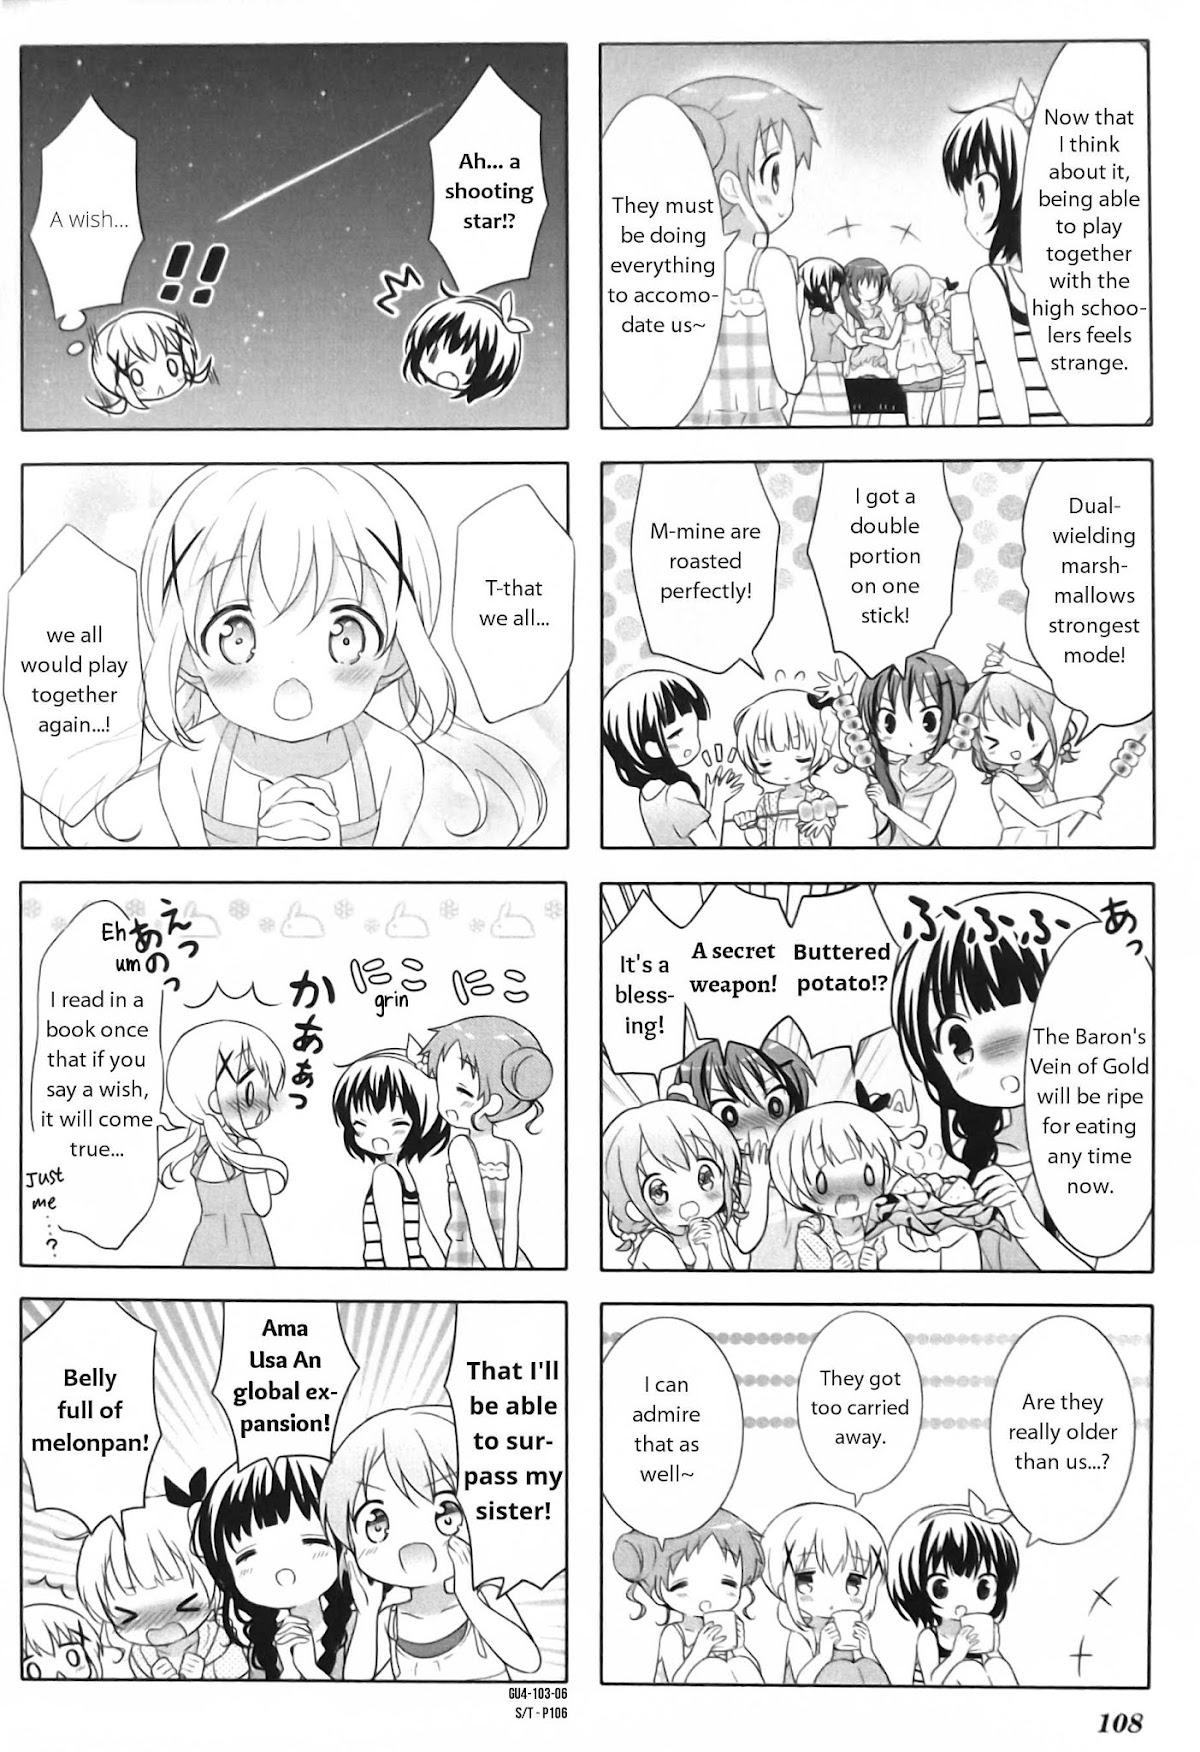 Now that
I think
about it,
being able
to play
together
with the
high schoo-
lers feels
strange.
They must
be doing
everything
to accomo-
date us~
Dual-
wielding
marsh-
mallows
strongest
mode!
I got a
double
portion
on one
stick!
M-mine are
roasted
perfectly!
あっ
The Baron's
Vein of Gold
will be ripe
for eating
any time
now.
ふふふ
Buttered
potato!?
A secret
weapon!
It's a
bless-
ing!
Are they
really older
than us...?
They got
too carried
away.
I can
admire
that as
well~
Ah... a
shooting
star!?
!!
A wish...
T-that
we all...
we all
would play
together
again...!
にこ
にこ
grin
かあぁっ
えっ
あのっ
Eh
um
I read in a
book once
that if you
say a wish,
it will come
true...
Just
me
......?
That I'll
be able
to sur-
pass my
sister!
Ama
Usa An
global ex-
pansion!
Belly
full of
melonpan!
GU4-103-06
S/T - P106
108